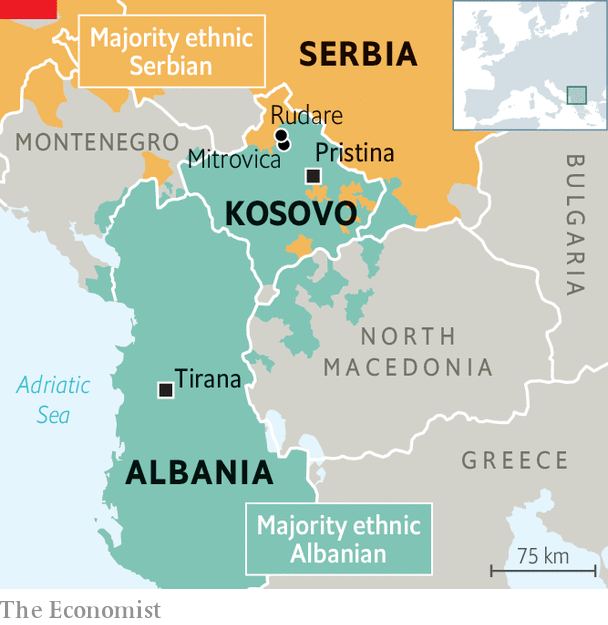 Majority ethnic
Serbian
SERBIA
MONTENEGRO
Rudare
Mitrovica
Pristina
KOSOVO
BULGARIA
NORTH
MACEDONIA
Adriatic
Sea
Tirana
ALBANIA
GREECE
Majority ethnic
Albanian
75 km
The Economist